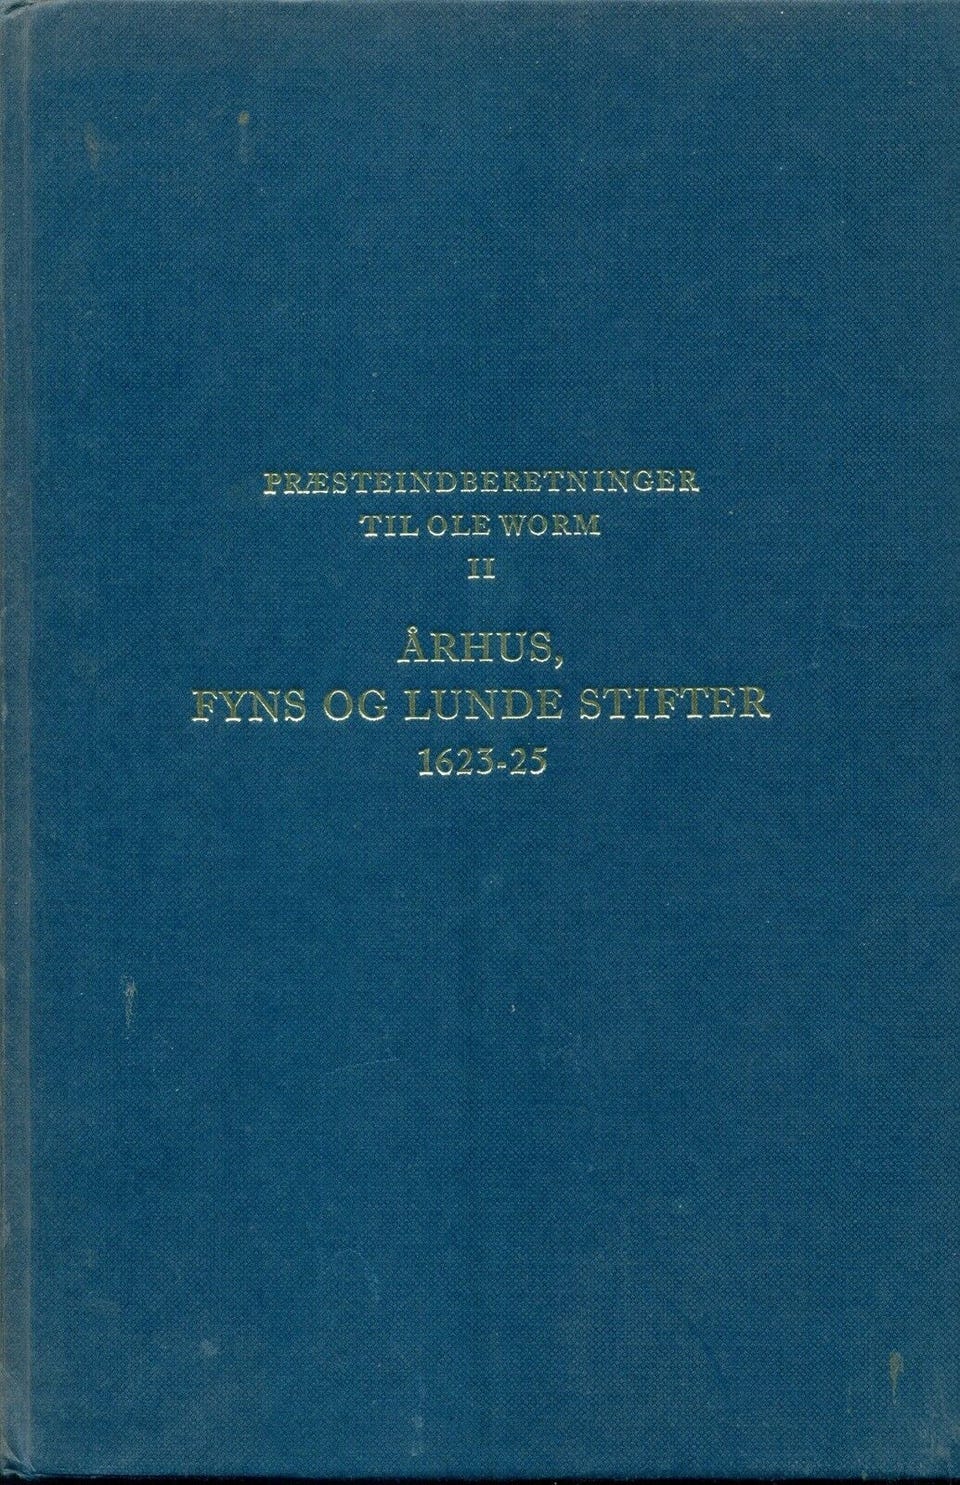 PRÆSTEINDBERETNINGER
TIL OLE WORM
II
ÅRHUS,
FYNS OG LUNDE STIFTER
1623-25